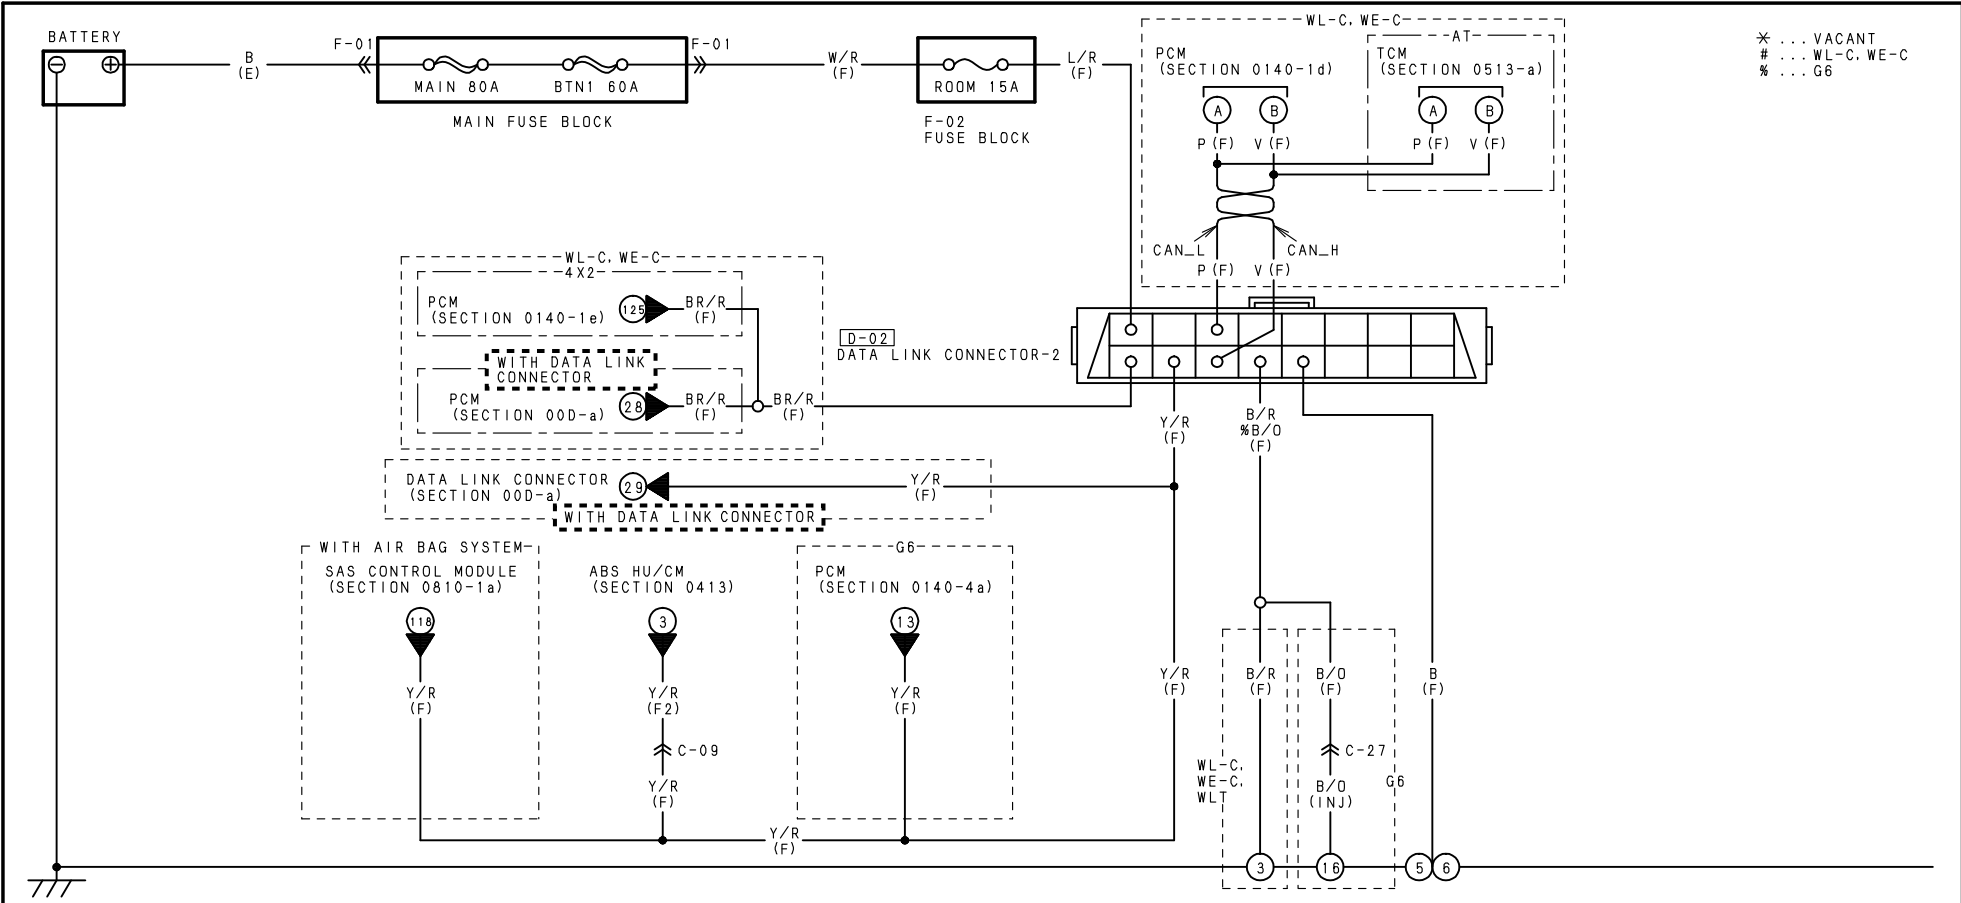 BATTERY
B
(E)
F-01
MAIN 80A
BTN1 60A
F-01
MAIN FUSE BLOCK
W/R
(F)
ROOM 15A
F-02
FUSE BLOCK
L/R
(F)
WL-C, WE-C
PCM
(SECTION 0140-1d)
A
B
P (F)
V (F)
AT
TCM
(SECTION 0513-a)
A
B
P (F)
V (F)
CAN_L
CAN_H
P (F)
V (F)
* ... VACANT
# ... WL-C, WE-C
% ... G6
WL-C, WE-C
4X2
PCM
(SECTION 0140-1e)
125
BR/R
(F)
WITH DATA LINK
CONNECTOR
PCM
(SECTION 00D-a)
28
BR/R
(F)
BR/R
(F)
D-02
DATA LINK CONNECTOR-2
Y/R
(F)
B/R
%B/O
(F)
DATA LINK CONNECTOR
(SECTION 00D-a)
29
Y/R
(F)
WITH DATA LINK CONNECTOR
WITH AIR BAG SYSTEM
SAS CONTROL MODULE
(SECTION 0810-1a)
118
Y/R
(F)
ABS HU/CM
(SECTION 0413)
3
Y/R
(F2)
C-09
Y/R
(F)
G6
PCM
(SECTION 0140-4a)
13
Y/R
(F)
Y/R
(F)
Y/R
(F)
B/R
(F)
B/O
(F)
B
(F)
C-27
WL-C,
WE-C,
WLT
B/O
(INJ)
G6
3
16
5
6